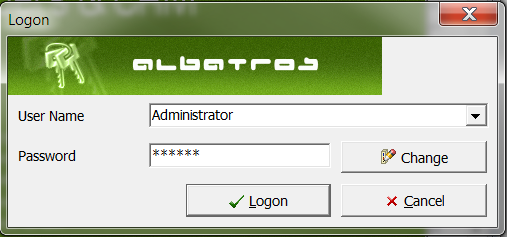 Logon
albatros
User Name
Administrator
Password
******
Change
Logon
Cancel